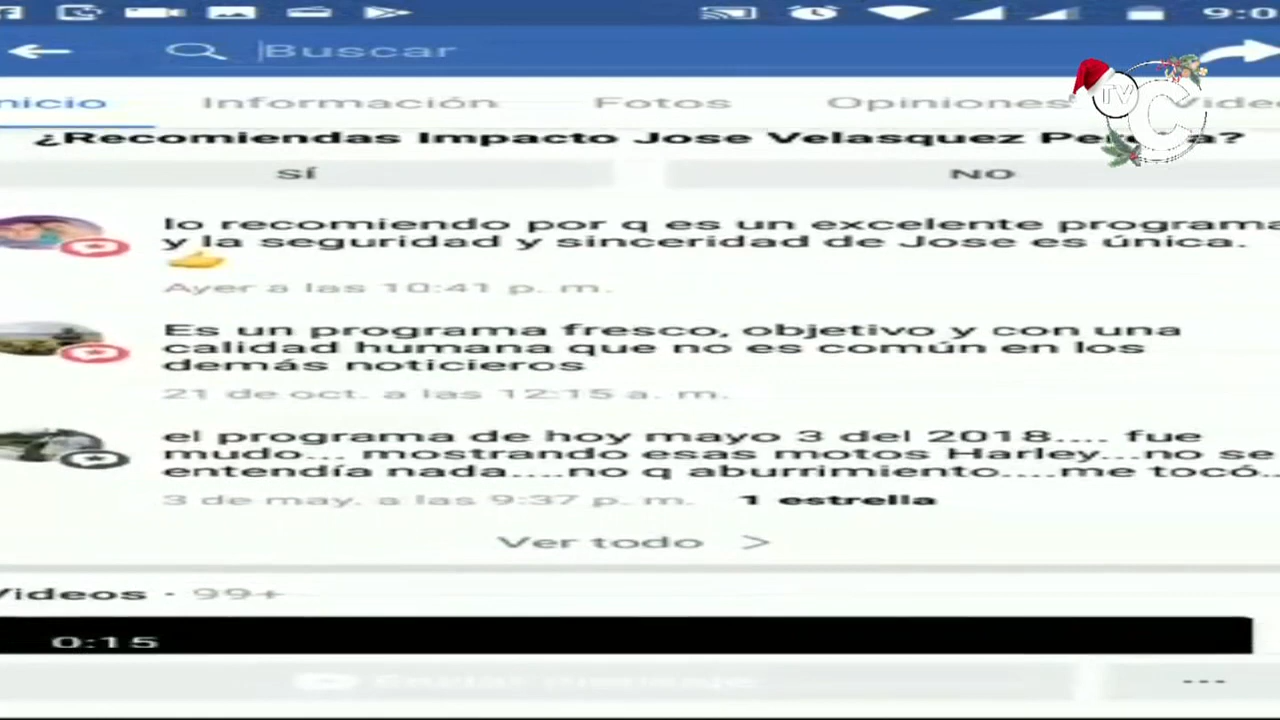 9:0
Buscar
nicio Información Fotos Opiniones Vide
TV C
¿Recomiendas Impacto Jose Velasquez Pe a?
SÍ NO
lo recomiendo por q es un excelente programa
y la seguridad y sinceridad de Jose es única.
👍
Ayer a las 10:41 p. m.
Es un programa fresco, objetivo y con una
calidad humana que no es común en los
demás noticieros
21 de oct. a las 12:15 a. m.
el programa de hoy mayo 3 del 2018.... fue
mudo... mostrando esas motos Harley...no se
entendía nada....no q aburrimiento....me tocó...
3 de may. a las 9:37 p. m. 1 estrella
Ver todo >
Videos · 99+
0:15
...